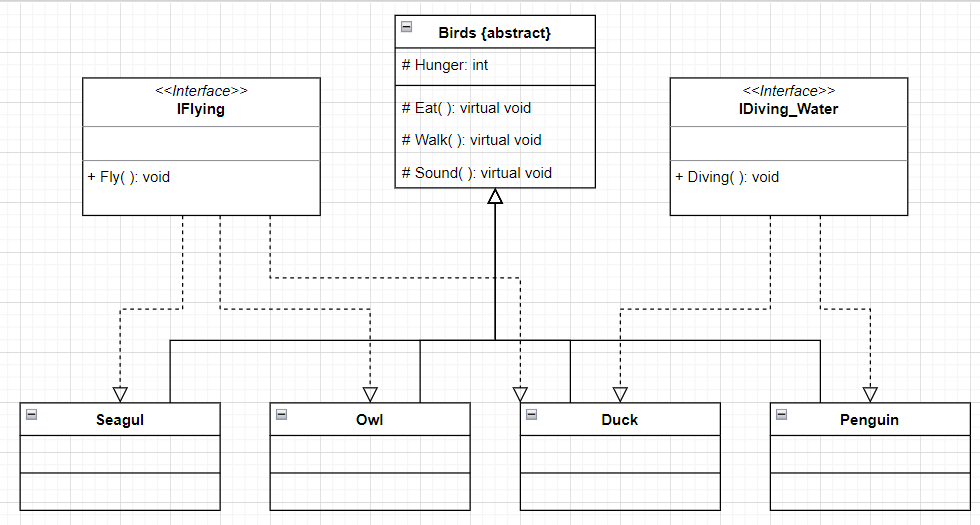 Birds {abstract}
# Hunger: int
# Eat( ): virtual void
# Walk( ): virtual void
# Sound( ): virtual void
<<Interface>>
IFlying
+ Fly( ): void
<<Interface>>
IDiving_Water
+ Diving( ): void
Seagul
Owl
Duck
Penguin